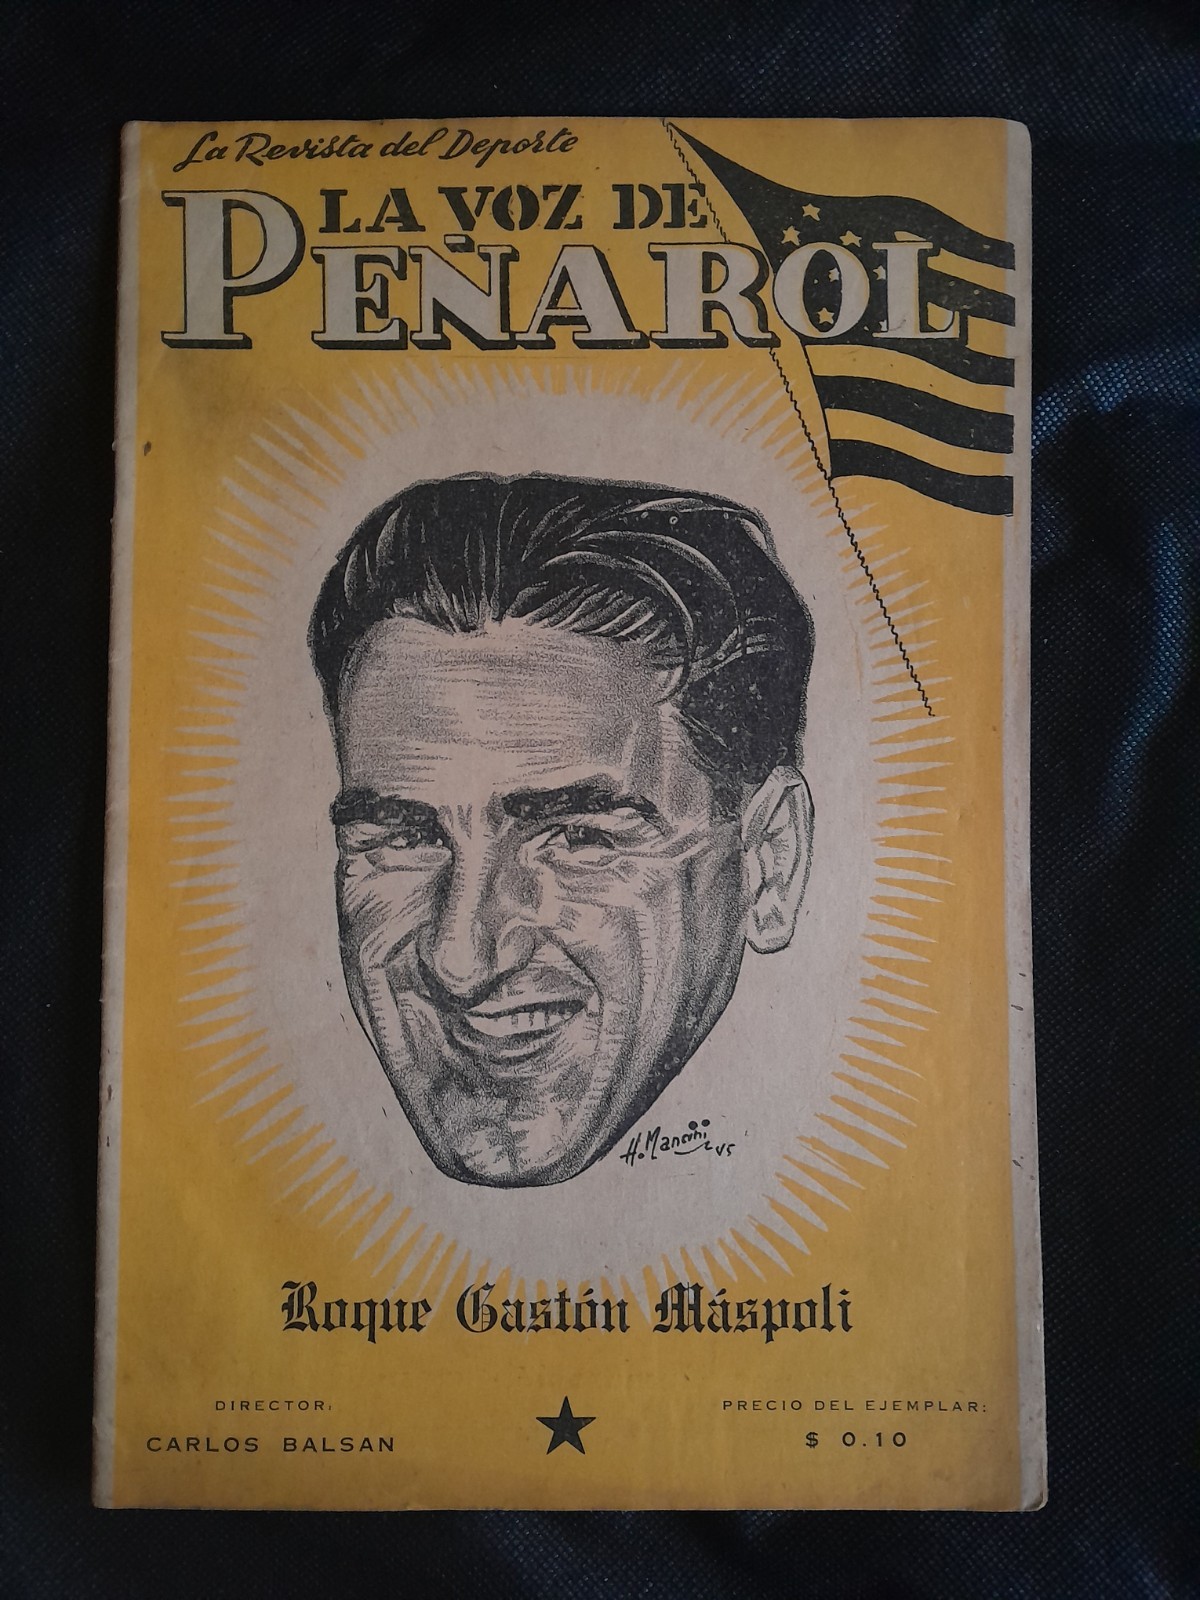 La Revista del Deporte
LA VOZ DE
PEÑAROL
H. Mancini 45
Roque Gastón Máspoli
DIRECTOR:
CARLOS BALSAN
PRECIO DEL EJEMPLAR:
$ 0.10